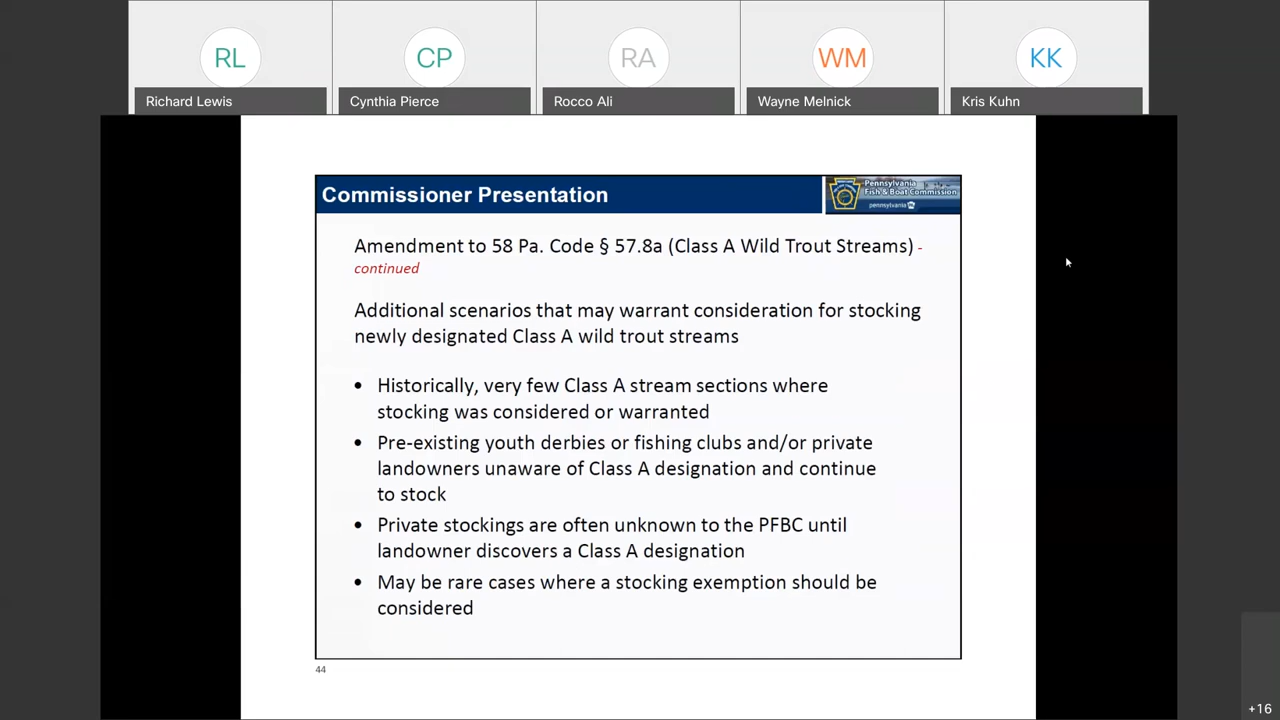 RL
CP
RA
WM
KK
Richard Lewis
Cynthia Pierce
Rocco Ali
Wayne Melnick
Kris Kuhn
Commissioner Presentation
Pennsylvania
Fish & Boat Commission
pennsylvania
Amendment to 58 Pa. Code § 57.8a (Class A Wild Trout Streams) -
continued
Additional scenarios that may warrant consideration for stocking
newly designated Class A wild trout streams
• Historically, very few Class A stream sections where
stocking was considered or warranted
• Pre-existing youth derbies or fishing clubs and/or private
landowners unaware of Class A designation and continue
to stock
• Private stockings are often unknown to the PFBC until
landowner discovers a Class A designation
• May be rare cases where a stocking exemption should be
considered
44
+16